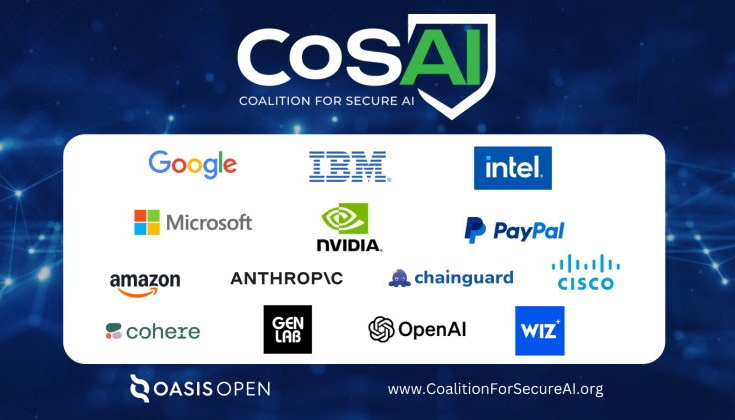 CoSAI
COALITION FOR SECURE AI
Google
IBM
intel.
Microsoft
NVIDIA.
PayPal
amazon
ANTHROP\C
chainguard
CISCO
cohere
GEN
LAB
OpenAI
WIZ
OASIS OPEN
www.CoalitionForSecureAI.org